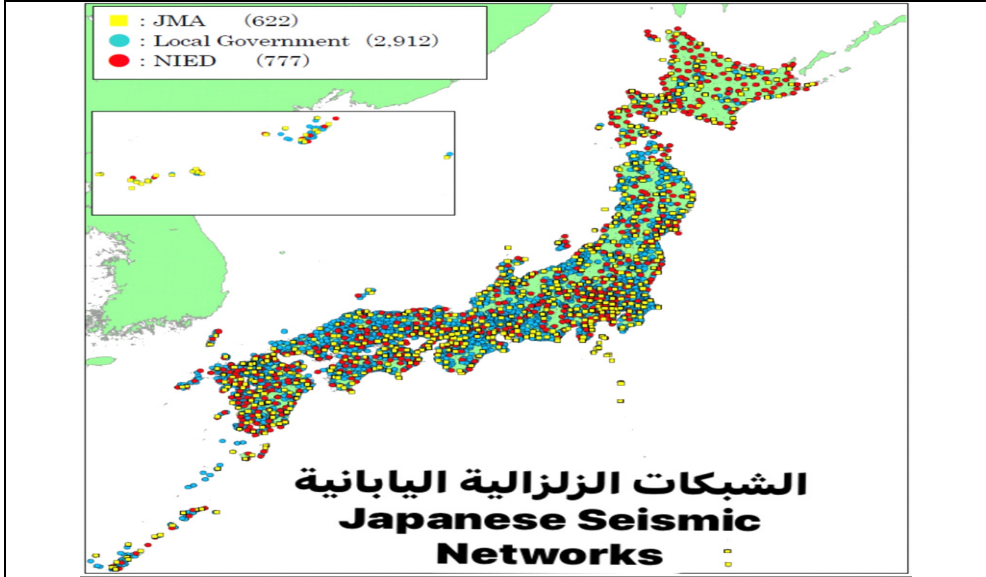 : JMA (622)
: Local Government (2,912)
: NIED (777)
الشبكات الزلزالية اليابانية
Japanese Seismic
Networks